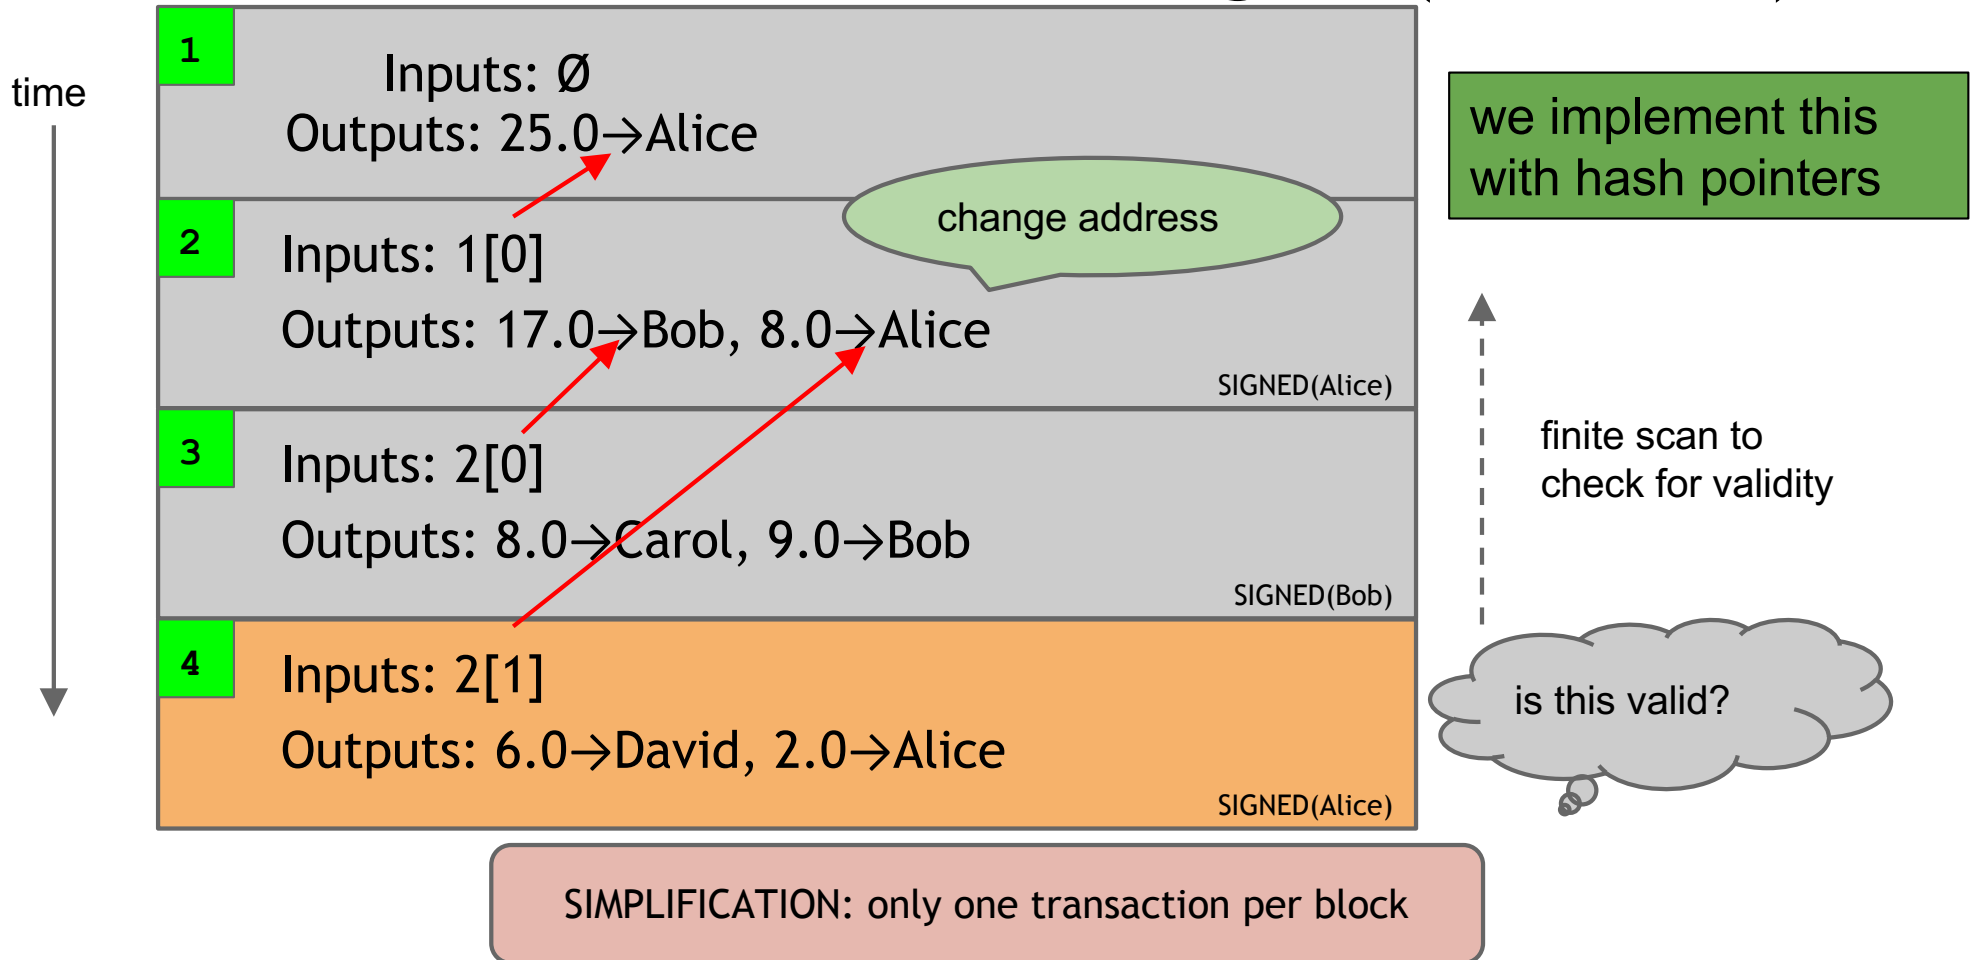 time
1
Inputs: Ø
Outputs: 25.0→Alice
we implement this
with hash pointers
change address
2
Inputs: 1[0]
Outputs: 17.0→Bob, 8.0→Alice
SIGNED(Alice)
3
Inputs: 2[0]
Outputs: 8.0→Carol, 9.0→Bob
SIGNED(Bob)
finite scan to
check for validity
4
Inputs: 2[1]
Outputs: 6.0→David, 2.0→Alice
SIGNED(Alice)
is this valid?
SIMPLIFICATION: only one transaction per block